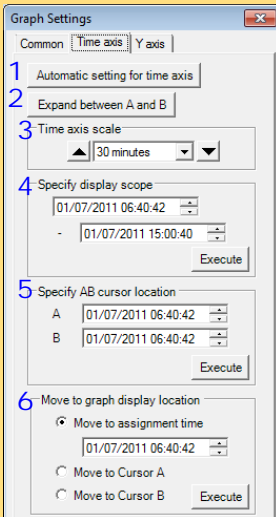 Graph Settings
Common Time axis Y axis
1 Automatic setting for time axis
2 Expand between A and B
3 Time axis scale
30 minutes
4 Specify display scope
01/07/2011 06:40:42
- 01/07/2011 15:00:40
Execute
5 Specify AB cursor location
A 01/07/2011 06:40:42
B 01/07/2011 06:40:42
Execute
6 Move to graph display location
Move to assignment time
01/07/2011 06:40:42
Move to Cursor A
Move to Cursor B Execute